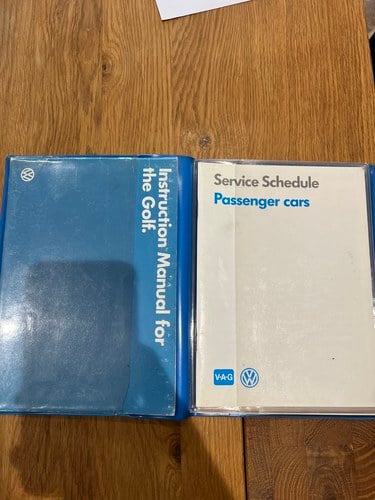 Instruction Manual for
the Golf.
Service Schedule
Passenger cars
V·A·G